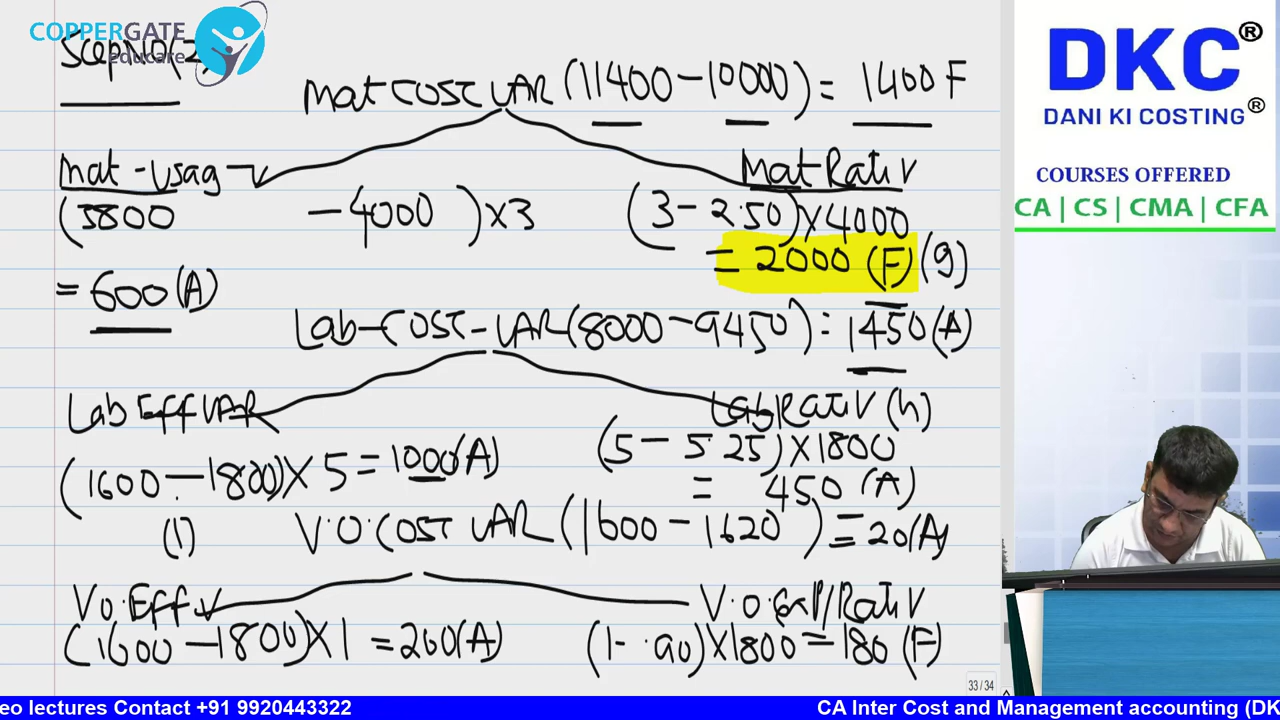 COPPERGATE
educare
Mat Cost VAR (11400 - 10000) = 1400 F
Mat - Usag - V
Mat Rati V
(3800 - 4000) x 3
(3 - 2.50) x 4000
= 2000 (F) (g)
= 600 (A)
Lab - Cost - VAR (8000 - 9450) = 1450 (A)
Lab Eff VAR
Lab Rati V (h)
(5 - 5.25) x 1800
(1600 - 1800) x 5 = 1000 (A)
= 450 (A)
V.O. Cost VAR (1600 - 1620) = 20 (A)
V.O. Eff. V
V.O. Exp/Rati V
(1600 - 1800) x 1 = 200 (A)
(1 - .90) x 1800 = 180 (F)
33 / 34
DKC®
DANI KI COSTING®
COURSES OFFERED
CA | CS | CMA | CFA
eo lectures Contact +91 9920443322
CA Inter Cost and Management accounting (DK